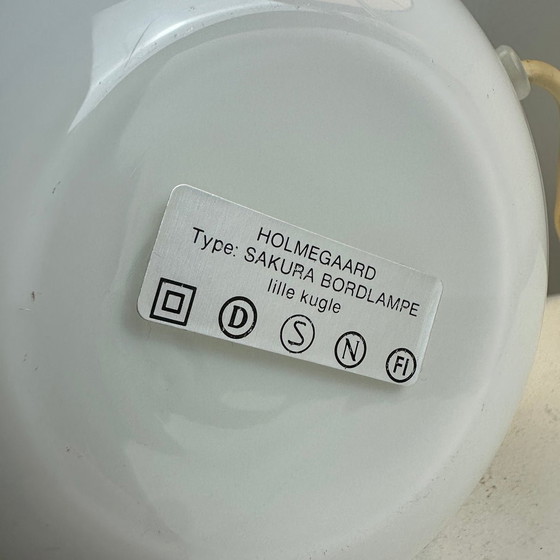 HOLMEGAARD
Type: SAKURA BORDLAMPE
lille kugle
D S N FI